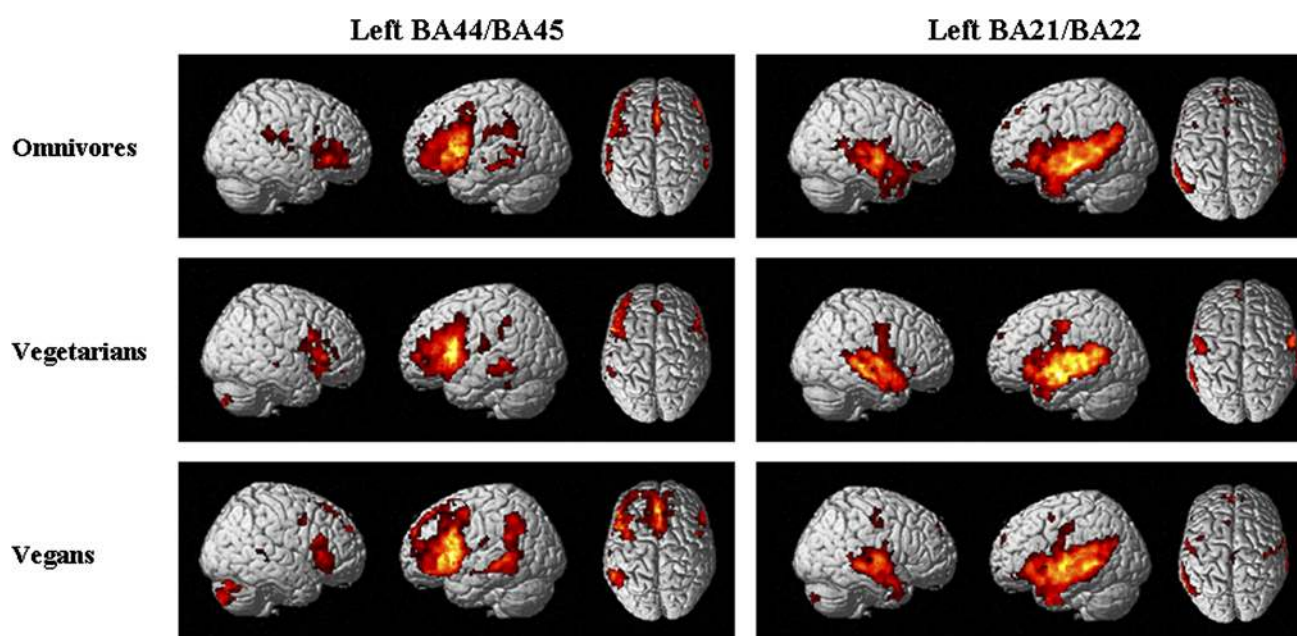 Left BA44/BA45
Left BA21/BA22
Omnivores
Vegetarians
Vegans